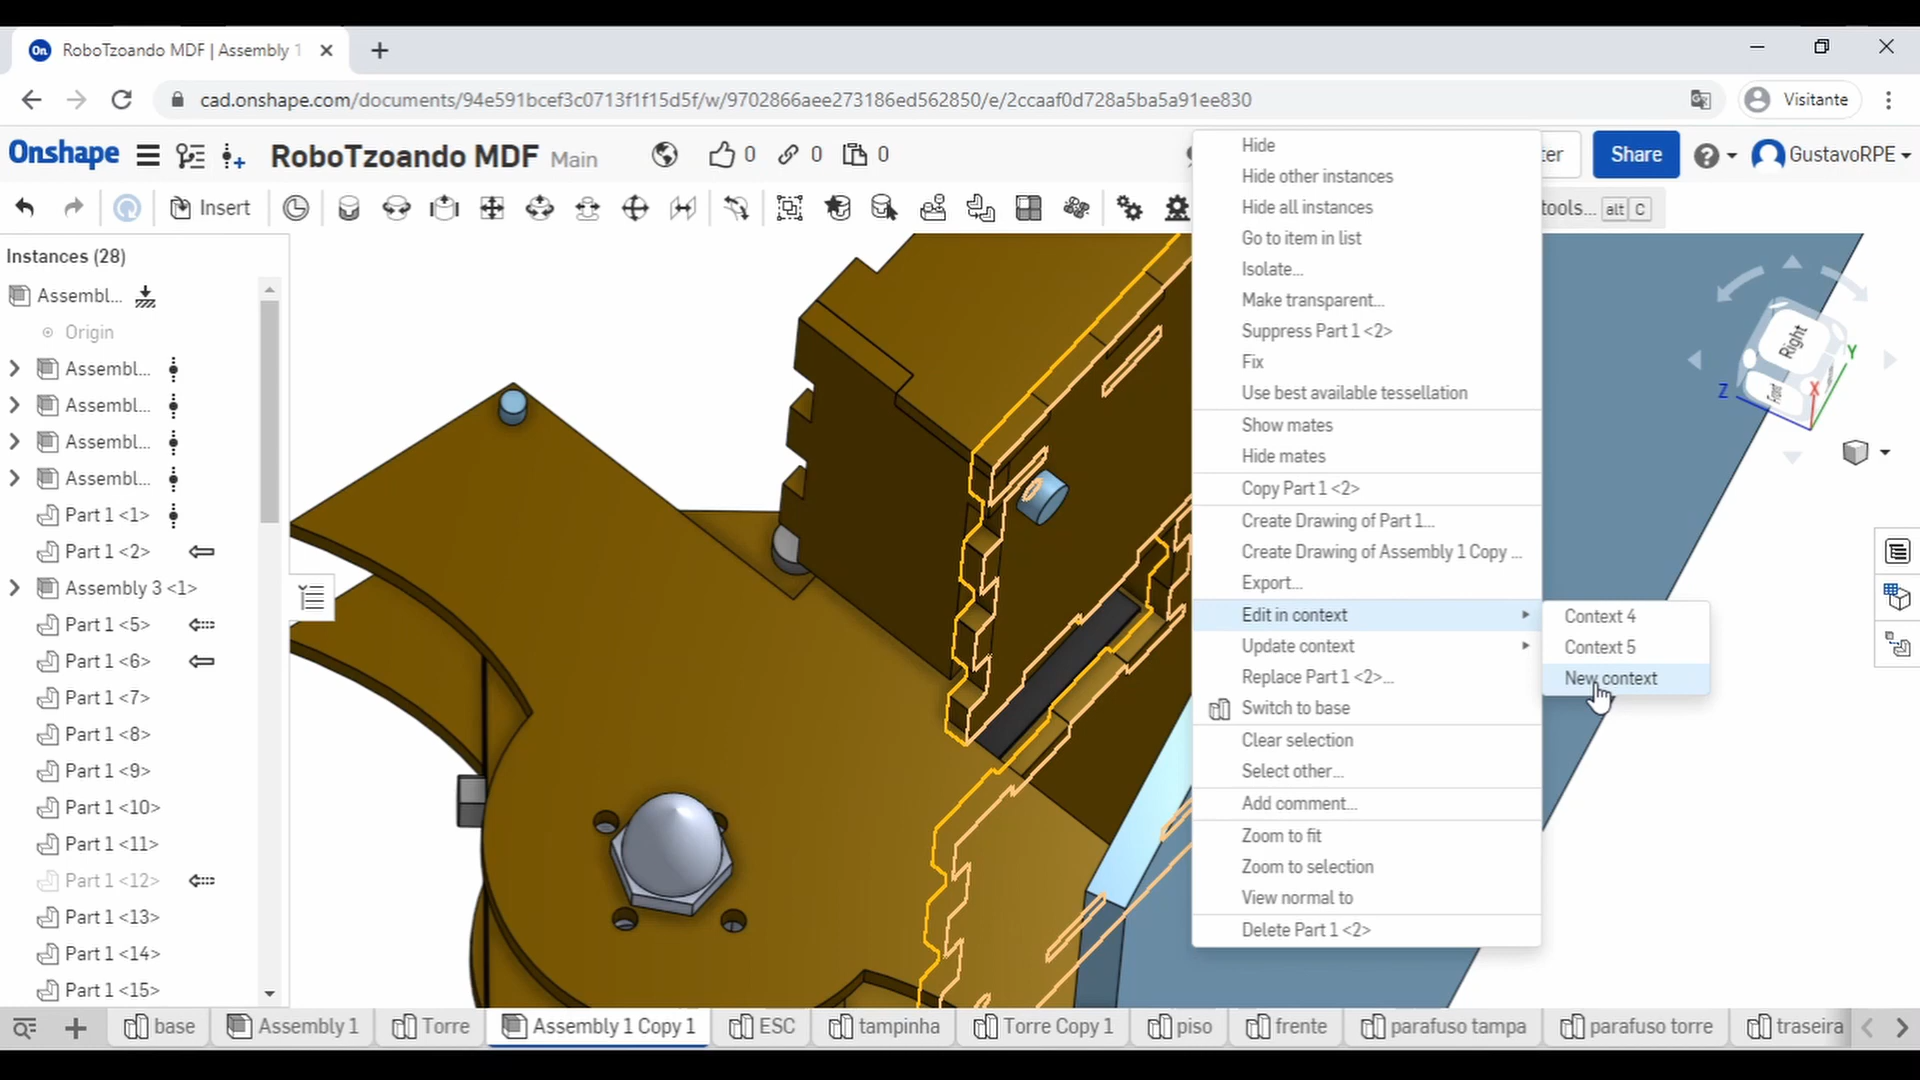 RoboTzoando MDF | Assembly 1
cad.onshape.com/documents/94e591bcef3c0713f1f15d5f/w/9702866aee273186ed562850/e/2ccaaf0d728a5ba5a91ee830
Visitante
Onshape
RoboTzoando MDF Main
0
0
0
Share
GustavoRPE
Insert
tools... alt C
Instances (28)
Assembl...
Origin
Assembl...
Assembl...
Assembl...
Assembl...
Part 1 <1>
Part 1 <2>
Assembly 3 <1>
Part 1 <5>
Part 1 <6>
Part 1 <7>
Part 1 <8>
Part 1 <9>
Part 1 <10>
Part 1 <11>
Part 1 <12>
Part 1 <13>
Part 1 <14>
Part 1 <15>
Hide
Hide other instances
Hide all instances
Go to item in list
Isolate...
Make transparent...
Suppress Part 1 <2>
Fix
Use best available tessellation
Show mates
Hide mates
Copy Part 1 <2>
Create Drawing of Part 1...
Create Drawing of Assembly 1 Copy ...
Export...
Edit in context
Update context
Replace Part 1 <2>...
Switch to base
Clear selection
Select other...
Add comment...
Zoom to fit
Zoom to selection
View normal to
Delete Part 1 <2>
Context 4
Context 5
New context
Right
Front
Z
X
Y
base
Assembly 1
Torre
Assembly 1 Copy 1
ESC
tampinha
Torre Copy 1
piso
frente
parafuso tampa
parafuso torre
traseira